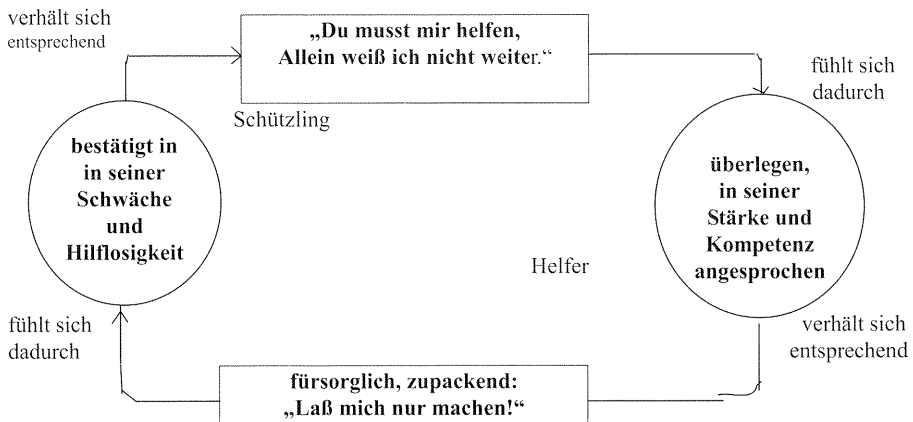 verhält sich
entsprechend
„Du musst mir helfen,
Allein weiß ich nicht weiter.“
fühlt sich
dadurch
Schützling
bestätigt in
in seiner
Schwäche
und
Hilflosigkeit
überlegen,
in seiner
Stärke und
Kompetenz
angesprochen
Helfer
fühlt sich
dadurch
verhält sich
entsprechend
fürsorglich, zupackend:
„Laß mich nur machen!“